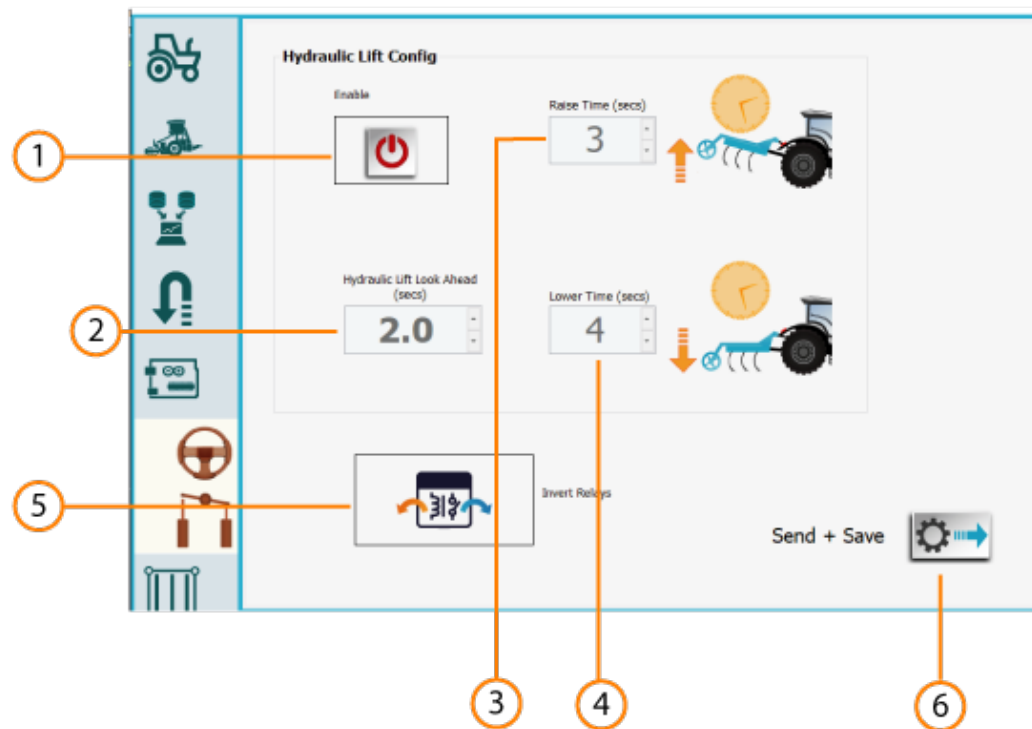 Hydraulic Lift Config
Enable
Raise Time (secs)
3
1
Hydraulic Lift Look Ahead
(secs)
2.0
Lower Time (secs)
4
2
5
Invert Relays
Send + Save
3
4
6